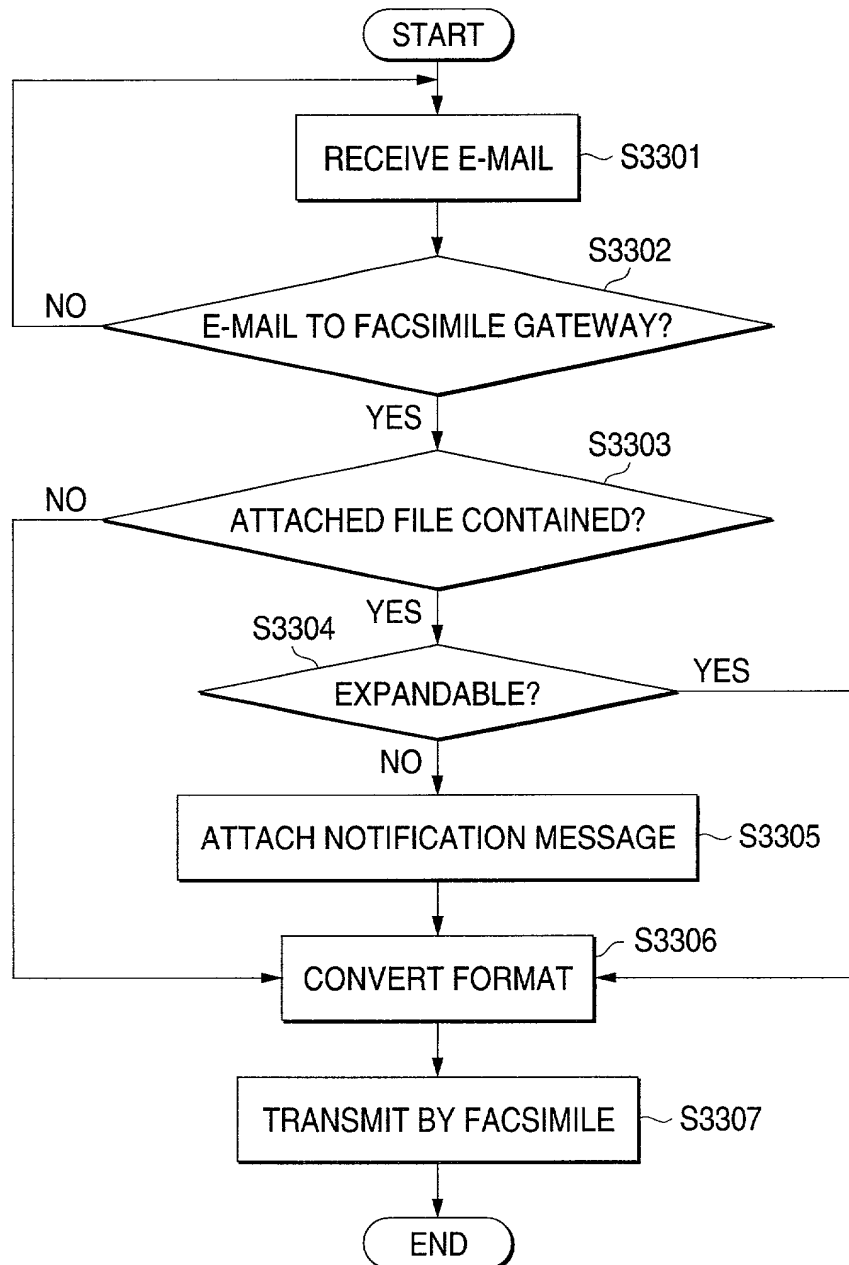 START
RECEIVE E-MAIL
S3301
S3302
NO
E-MAIL TO FACSIMILE GATEWAY?
YES
S3303
NO
ATTACHED FILE CONTAINED?
YES
S3304
YES
EXPANDABLE?
NO
ATTACH NOTIFICATION MESSAGE
S3305
S3306
CONVERT FORMAT
TRANSMIT BY FACSIMILE
S3307
END